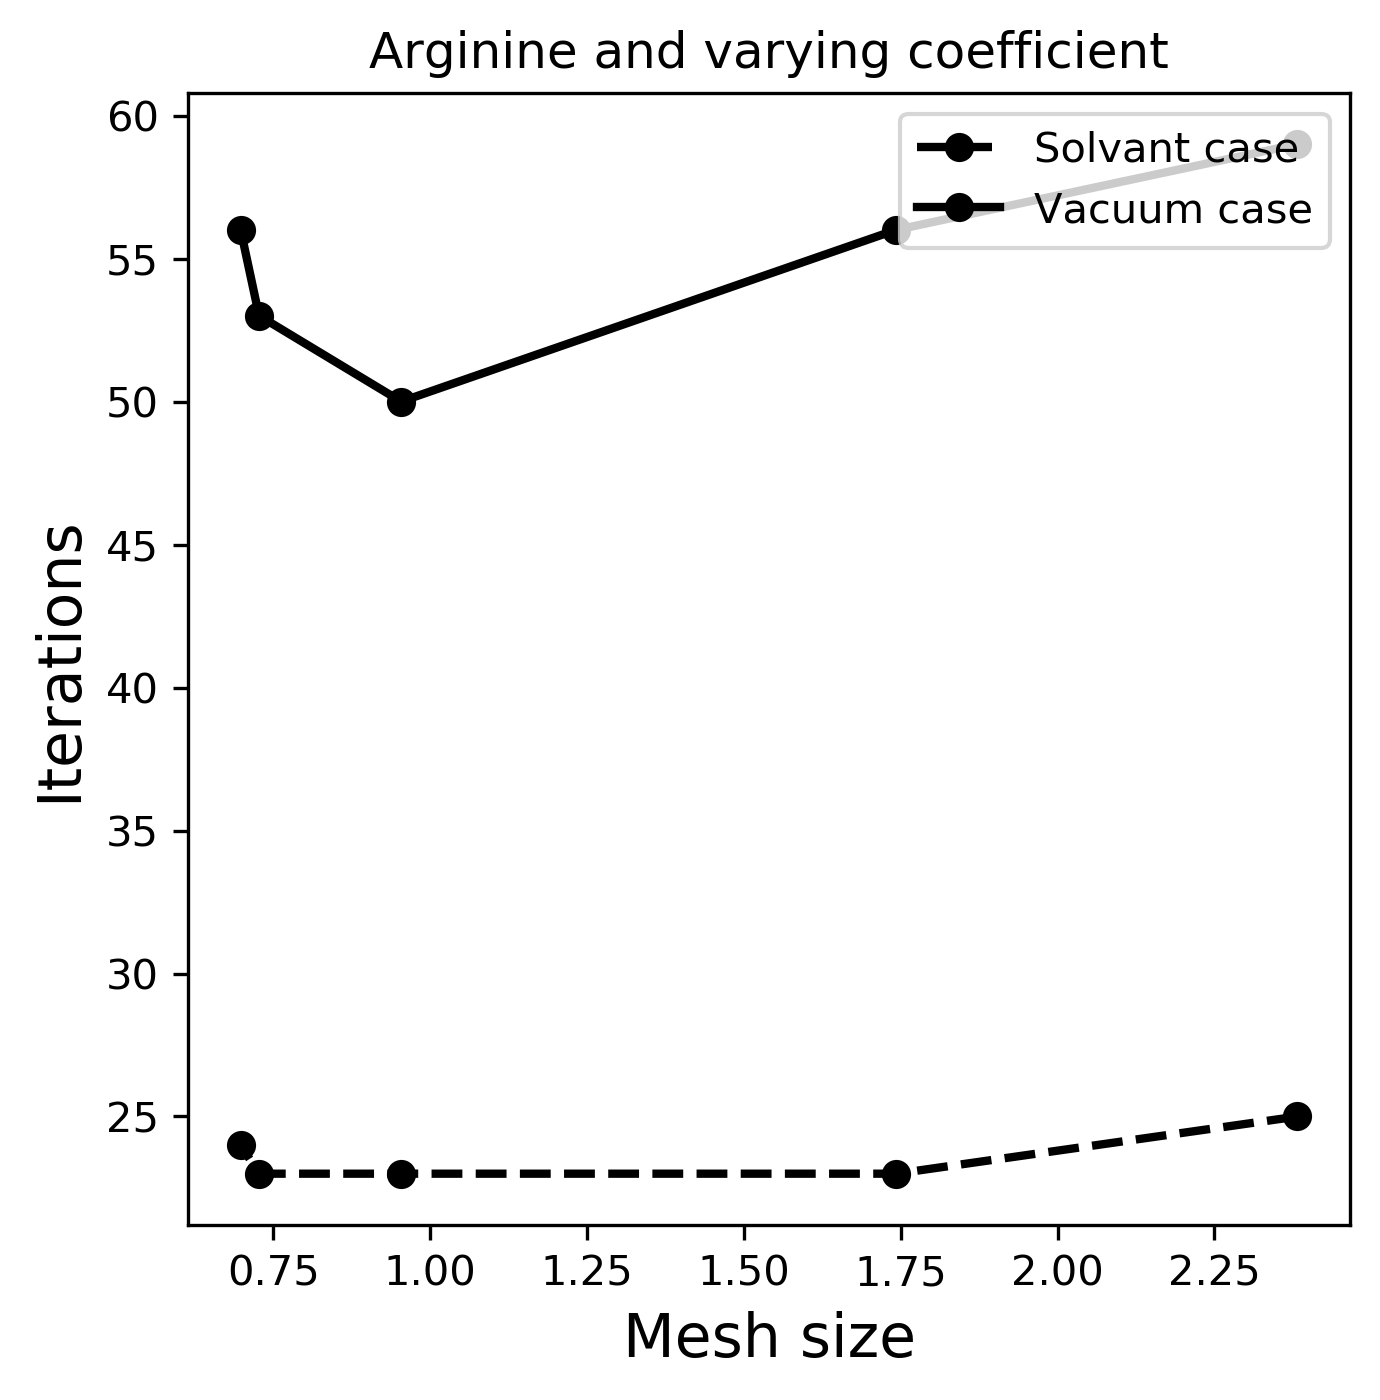 Arginine and varying coefficient
Solvant case
Vacuum case
60
55
50
45
40
35
30
25
Iterations
0.75 1.00 1.25 1.50 1.75 2.00 2.25
Mesh size